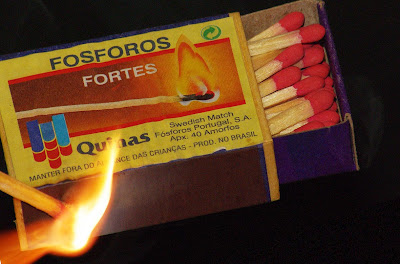 FOSFOROS
FORTES
Quinas
Swedish Match
Fósforos Portugal, S.A.
Apx. 40 Amorfos
MANTER FORA DO ALCANCE DAS CRIANÇAS - PROD. NO BRASIL